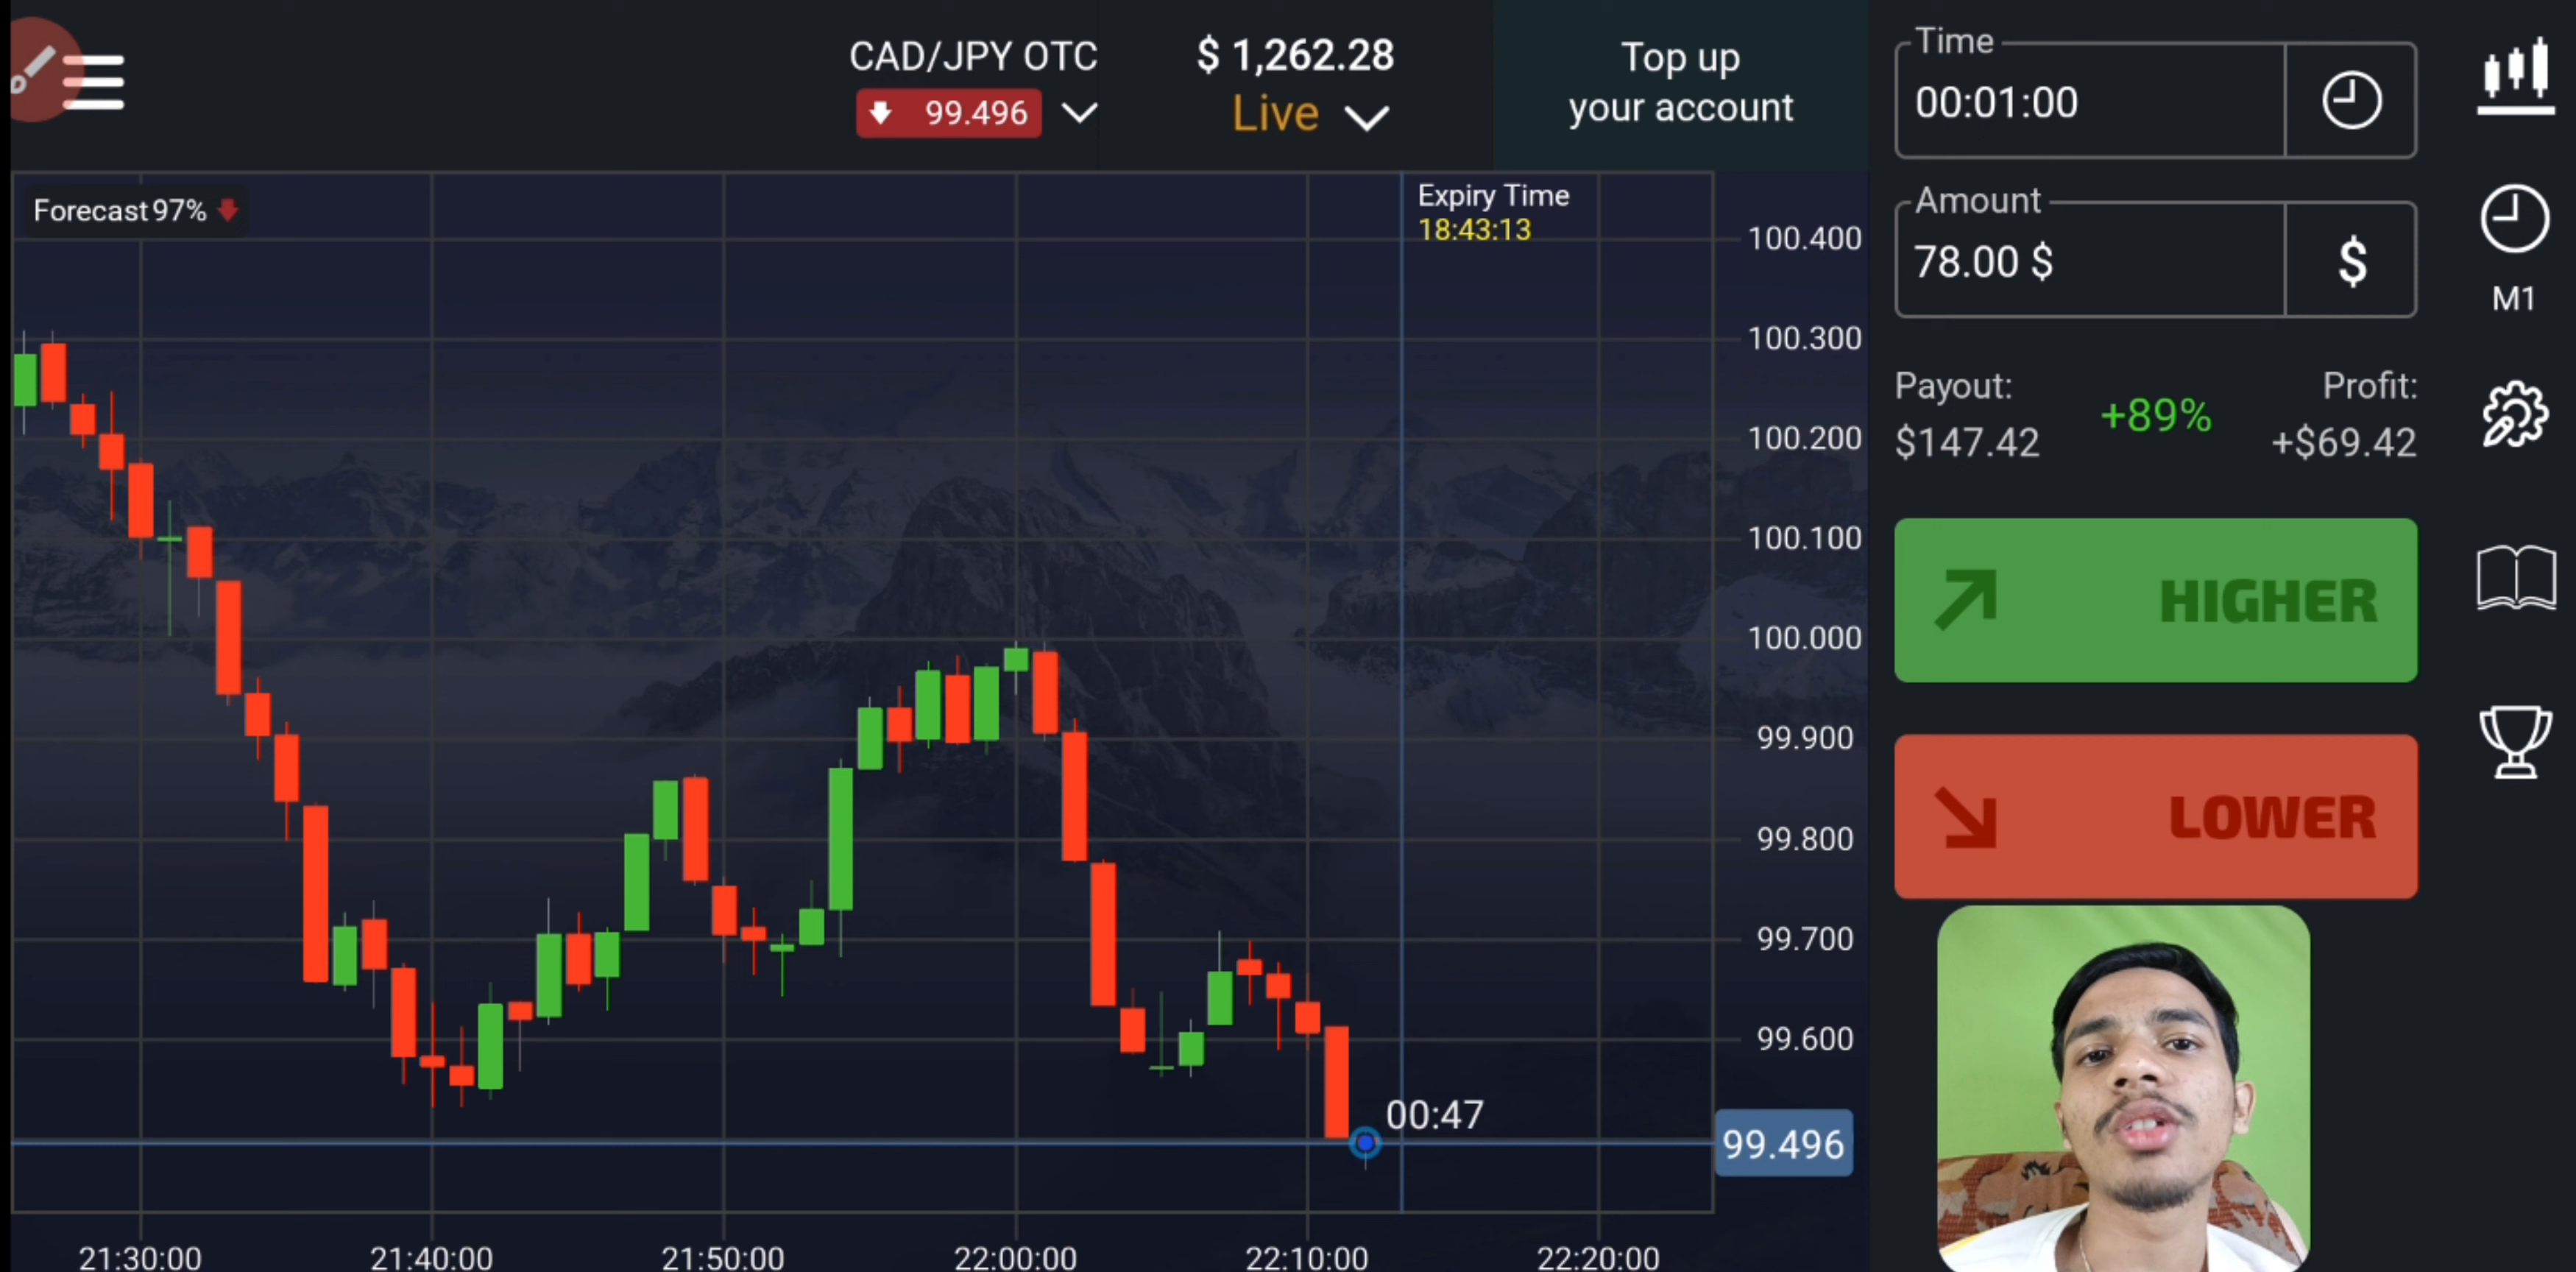 CAD/JPY OTC
99.496
$ 1,262.28
Live
Top up
your account
Time
00:01:00
Amount
78.00 $
$
M1
Payout:
$147.42
+89%
Profit:
+$69.42
HIGHER
LOWER
Forecast 97%
Expiry Time
18:43:13
100.400
100.300
100.200
100.100
100.000
99.900
99.800
99.700
99.600
99.496
00:47
21:30:00
21:40:00
21:50:00
22:00:00
22:10:00
22:20:00